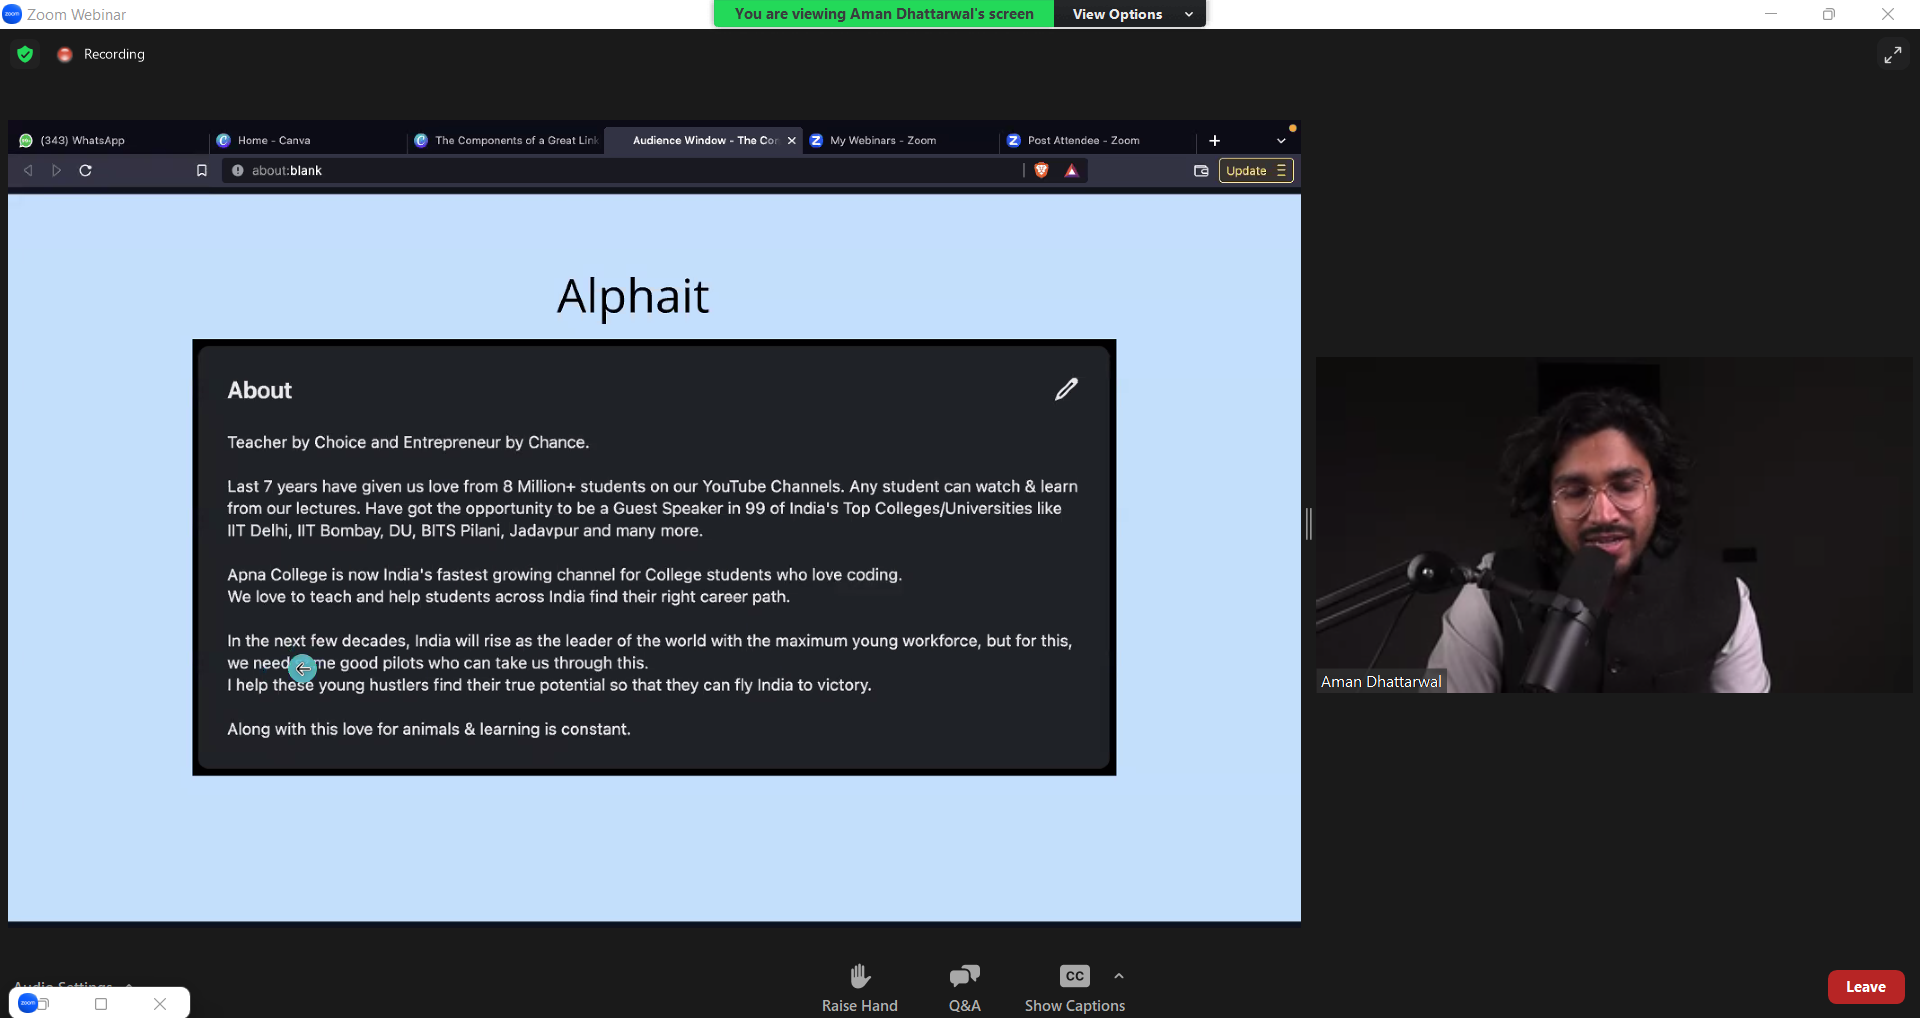 Zoom Webinar
You are viewing Aman Dhattarwal's screen
View Options
Recording
(343) WhatsApp
Home - Canva
The Components of a Great Link
Audience Window - The Con
My Webinars - Zoom
Post Attendee - Zoom
about:blank
Update
Alphait
About
Teacher by Choice and Entrepreneur by Chance.
Last 7 years have given us love from 8 Million+ students on our YouTube Channels. Any student can watch & learn
from our lectures. Have got the opportunity to be a Guest Speaker in 99 of India's Top Colleges/Universities like
IIT Delhi, IIT Bombay, DU, BITS Pilani, Jadavpur and many more.
Apna College is now India's fastest growing channel for College students who love coding.
We love to teach and help students across India find their right career path.
In the next few decades, India will rise as the leader of the world with the maximum young workforce, but for this,
we need me good pilots who can take us through this.
I help these young hustlers find their true potential so that they can fly India to victory.
Along with this love for animals & learning is constant.
Aman Dhattarwal
Audio Settings
zoom
Raise Hand
Q&A
CC
Show Captions
Leave